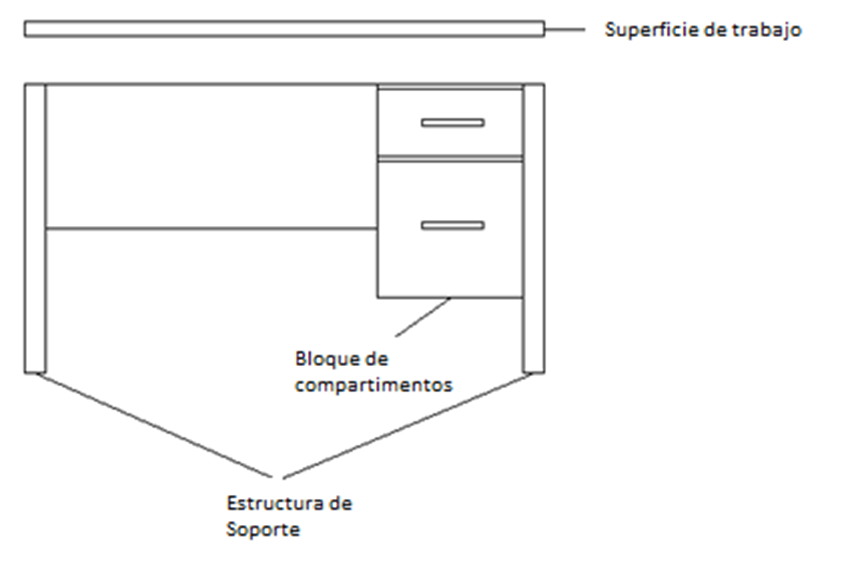 Superficie de trabajo
Bloque de
compartimentos
Estructura de
Soporte